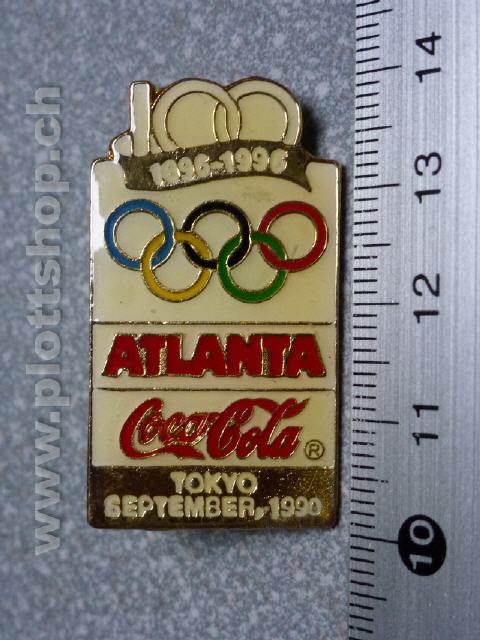 100
1896-1996
ATLANTA
Coca-Cola ®
TOKYO
SEPTEMBER, 1990
www.plottshop.ch
14
13
12
11
10